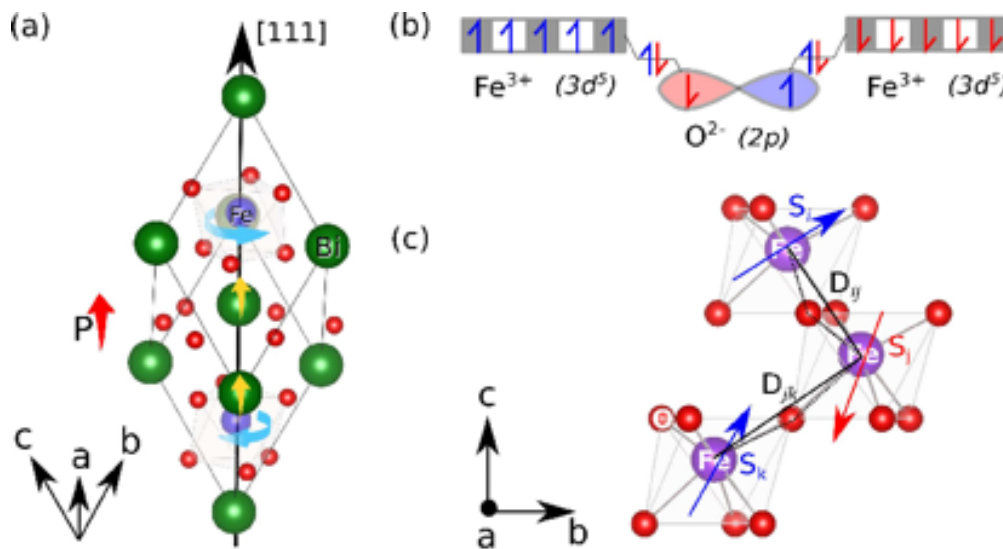 (a)
[111]
Fe
Bi
P
c
a
b
(b)
Fe³⁺ (3d⁵)
Fe³⁺ (3d⁵)
O²⁻ (2p)
(c)
Sᵢ
Fe
Dᵢⱼ
Fe
Sⱼ
Dⱼₖ
O
Fe
Sₖ
c
a
b